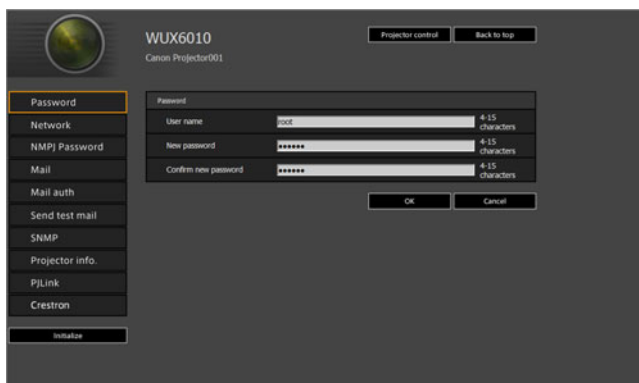 WUX6010
Canon Projector001
Projector control
Back to top
Password
Network
NMPJ Password
Mail
Mail auth
Send test mail
SNMP
Projector info.
PJLink
Crestron
Initialize
Password
User name
root
4-15
characters
New password
••••••
4-15
characters
Confirm new password
••••••
4-15
characters
OK
Cancel